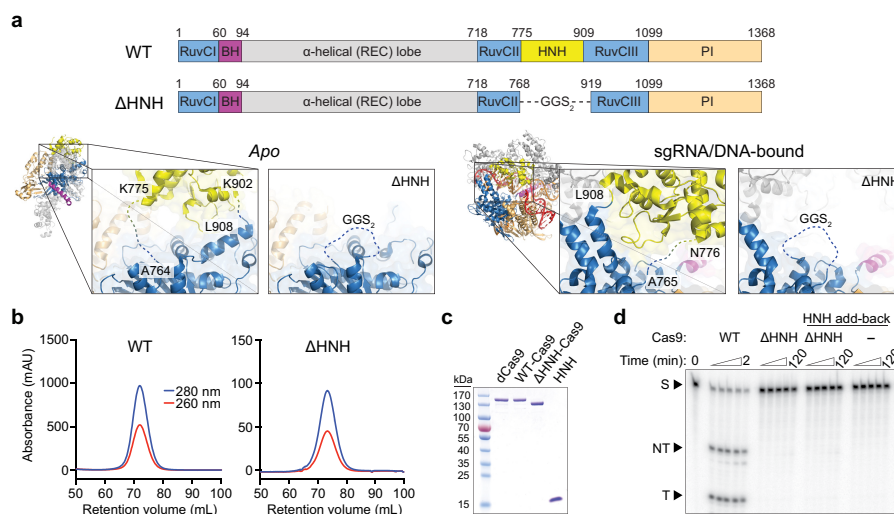 a
1 60 94 718 775 909 1099 1368
WT RuvCI BH α-helical (REC) lobe RuvCII HNH RuvCIII PI
1 60 94 718 768 919 1099 1368
ΔHNH RuvCI BH α-helical (REC) lobe RuvCII GGS2 RuvCIII PI
Apo
K775 K902
L908
A764
ΔHNH
GGS2
sgRNA/DNA-bound
L908
N776
A765
ΔHNH
GGS2
b
WT
Absorbance (mAU)
1500
1000
500
0
280 nm
260 nm
50 60 70 80 90 100
Retention volume (mL)
ΔHNH
150
100
50
0
50 60 70 80 90 100
Retention volume (mL)
c
dCas9
WT-Cas9
ΔHNH-Cas9
HNH
kDa
170
130
100
70
55
40
35
25
15
d
HNH add-back
Cas9: WT ΔHNH ΔHNH –
Time (min): 0 2 120 120 120
S
NT
T